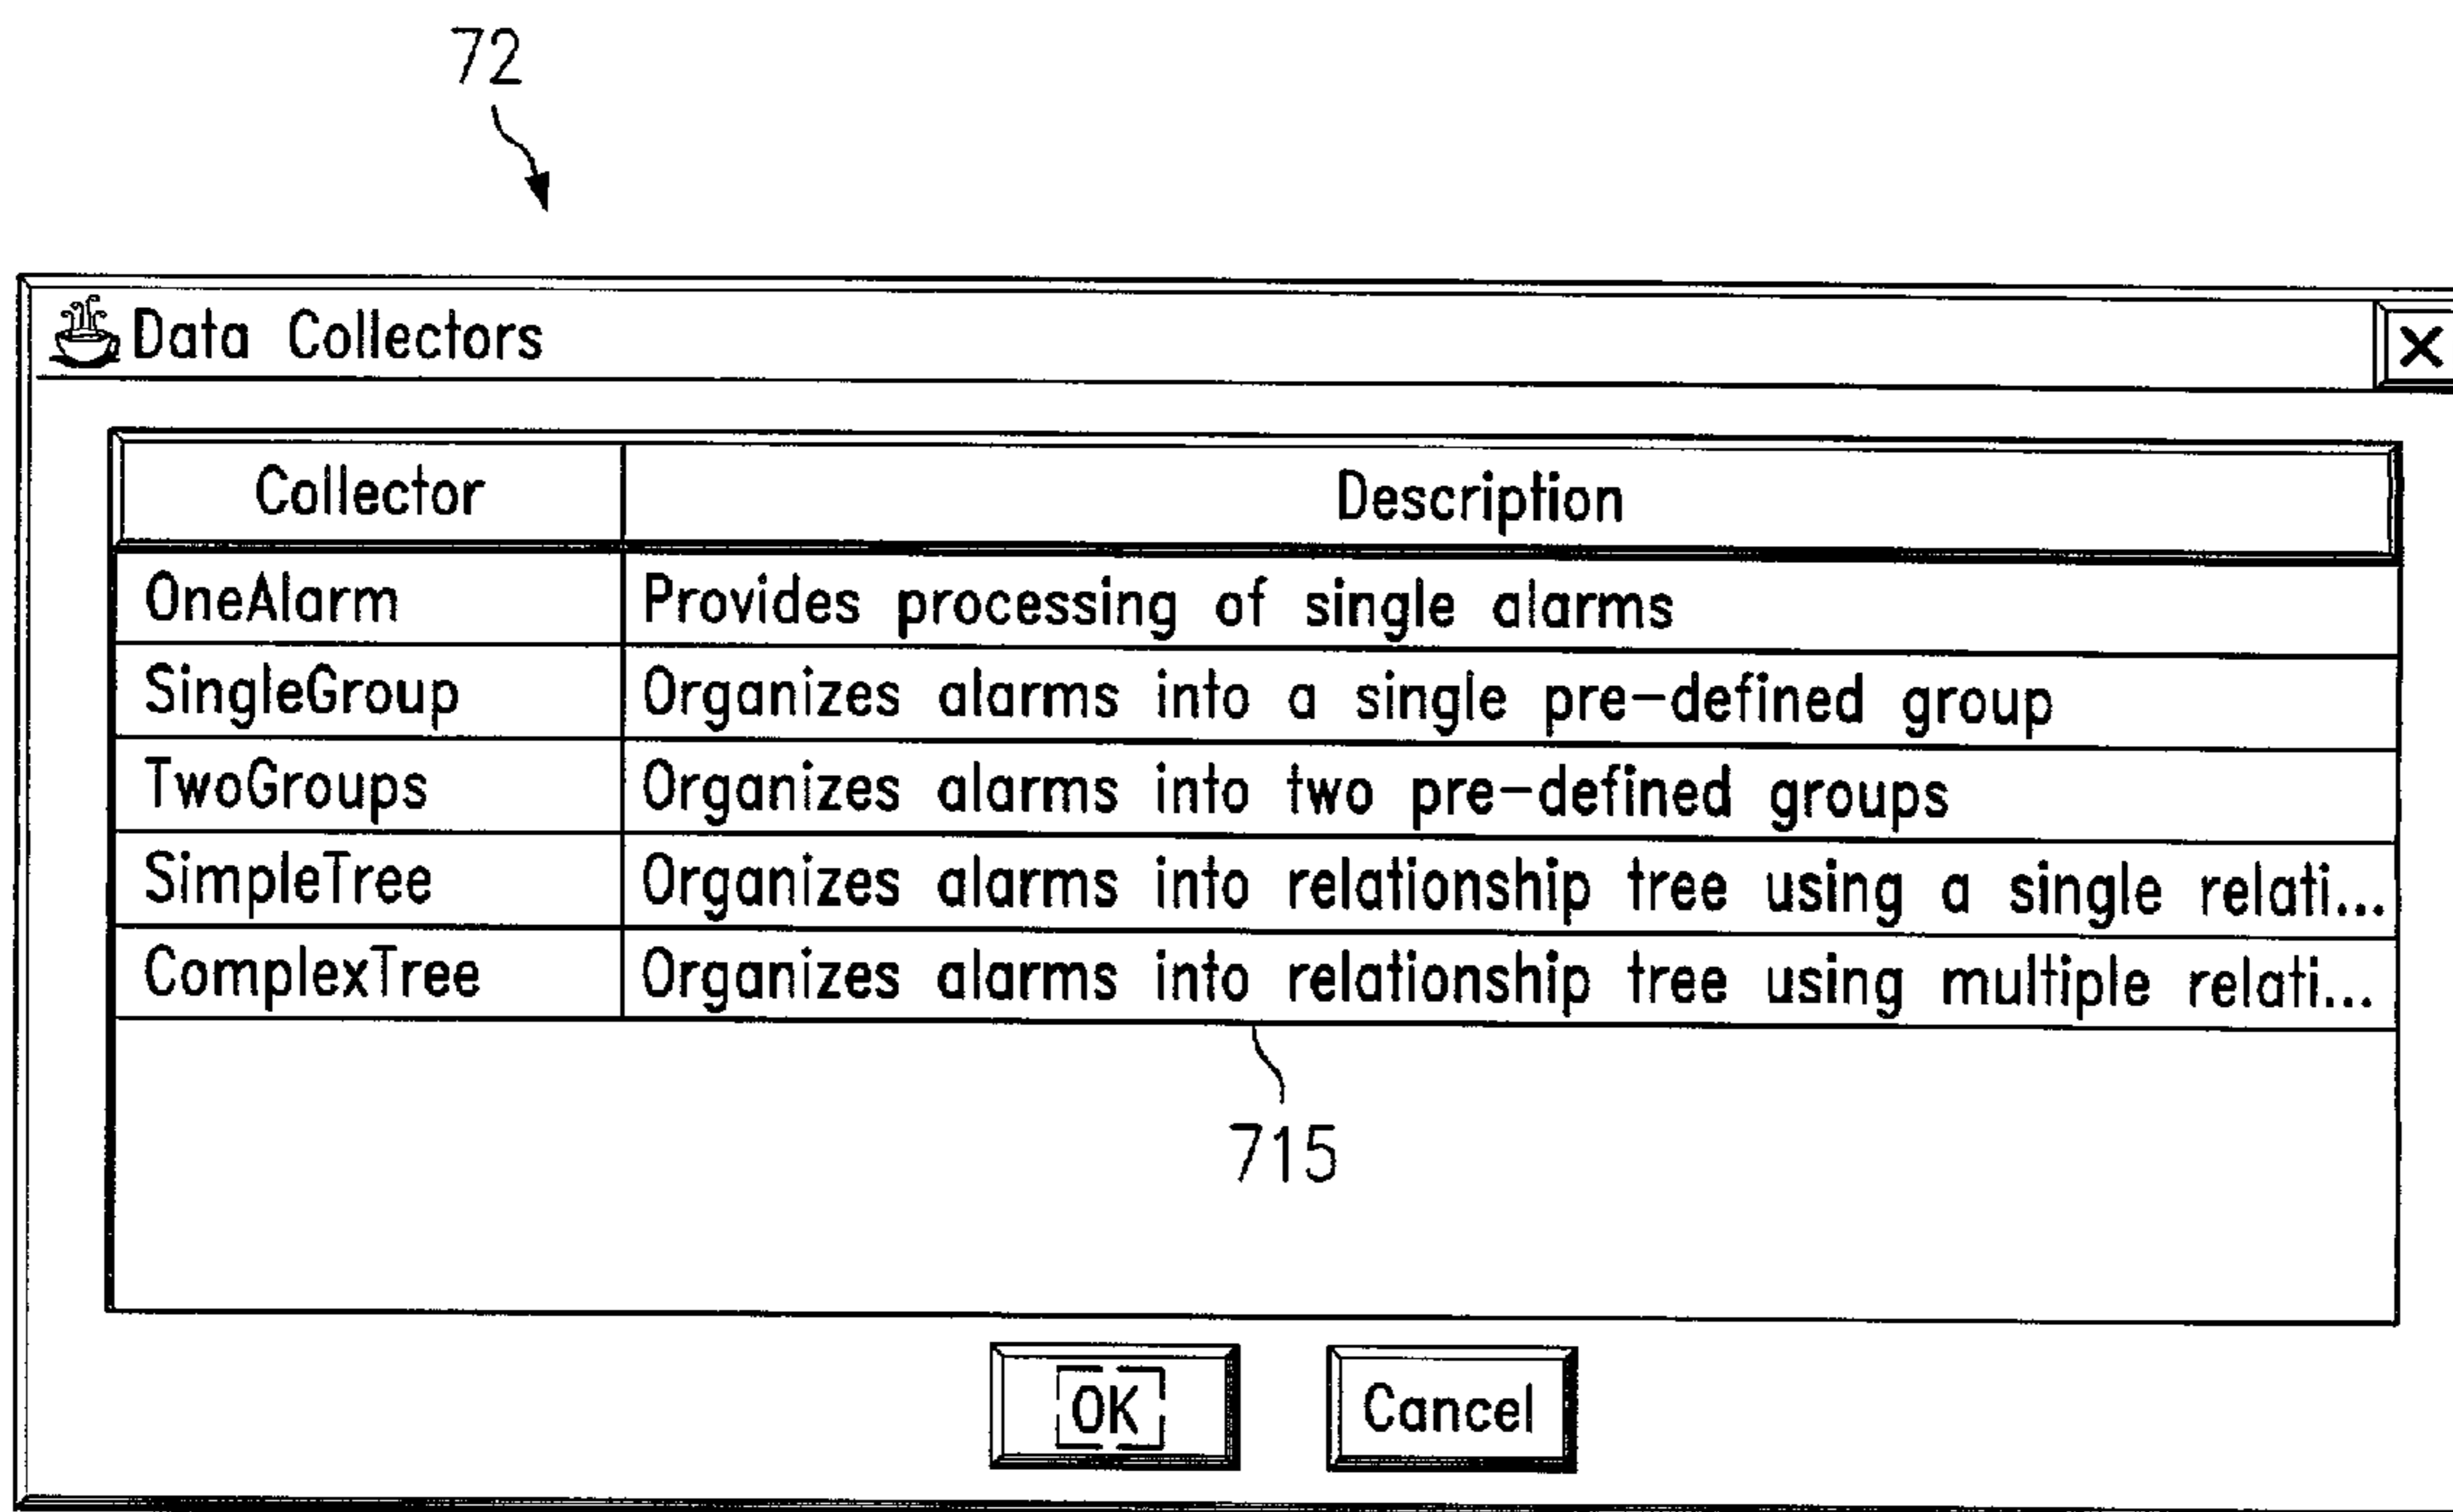 72
Data Collectors
Collector Description
OneAlarm Provides processing of single alarms
SingleGroup Organizes alarms into a single pre-defined group
TwoGroups Organizes alarms into two pre-defined groups
SimpleTree Organizes alarms into relationship tree using a single relati...
ComplexTree Organizes alarms into relationship tree using multiple relati...
715
OK Cancel